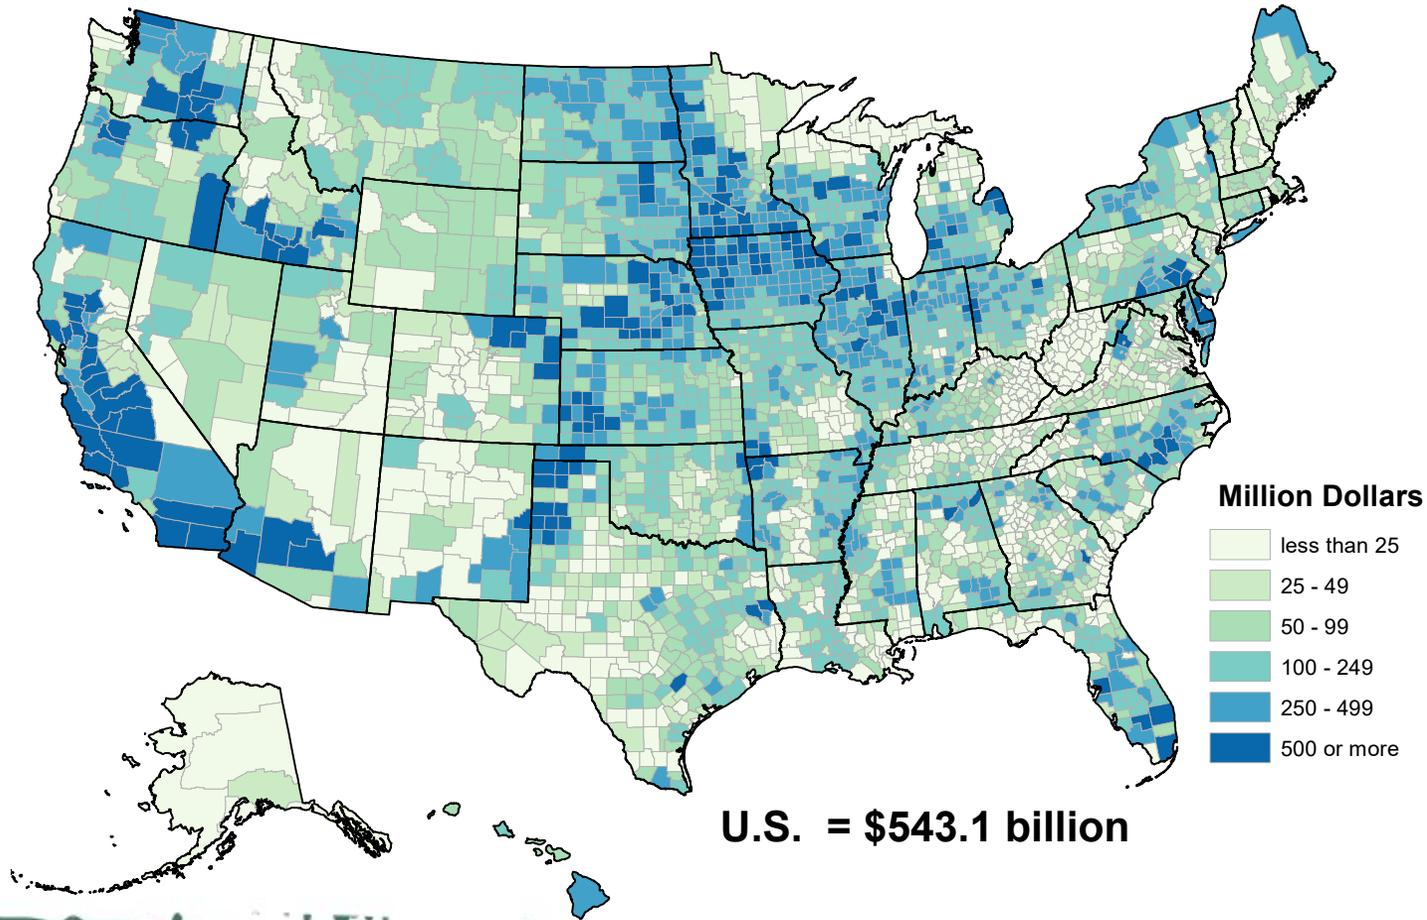 Million Dollars
less than 25
25 - 49
50 - 99
100 - 249
250 - 499
500 or more
U.S. = $543.1 billion